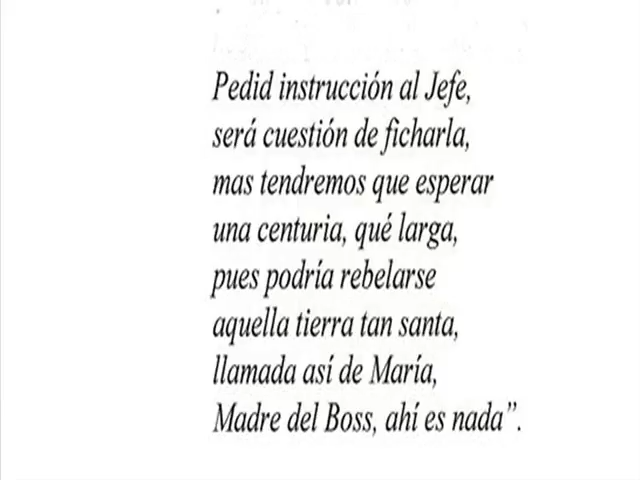 Pedid instrucción al Jefe,
será cuestión de ficharla,
mas tendremos que esperar
una centuria, qué larga,
pues podría rebelarse
aquella tierra tan santa,
llamada así de María,
Madre del Boss, ahí es nada”.